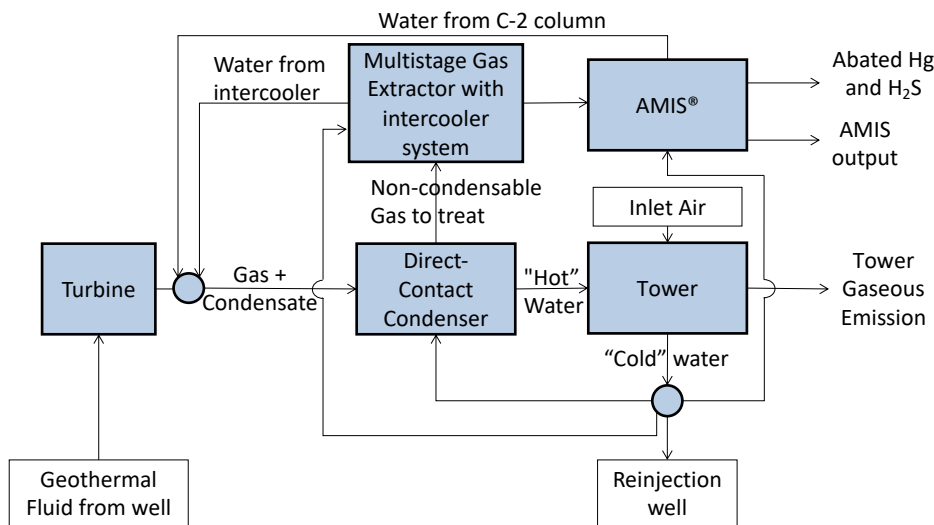 Water from C-2 column
Water from
intercooler
Multistage Gas
Extractor with
intercooler
system
AMIS®
Abated Hg
and H₂S
AMIS
output
Non-condensable
Gas to treat
Inlet Air
Turbine
Gas +
Condensate
Direct-
Contact
Condenser
"Hot”
Water
Tower
Tower
Gaseous
Emission
“Cold” water
Geothermal
Fluid from well
Reinjection
well